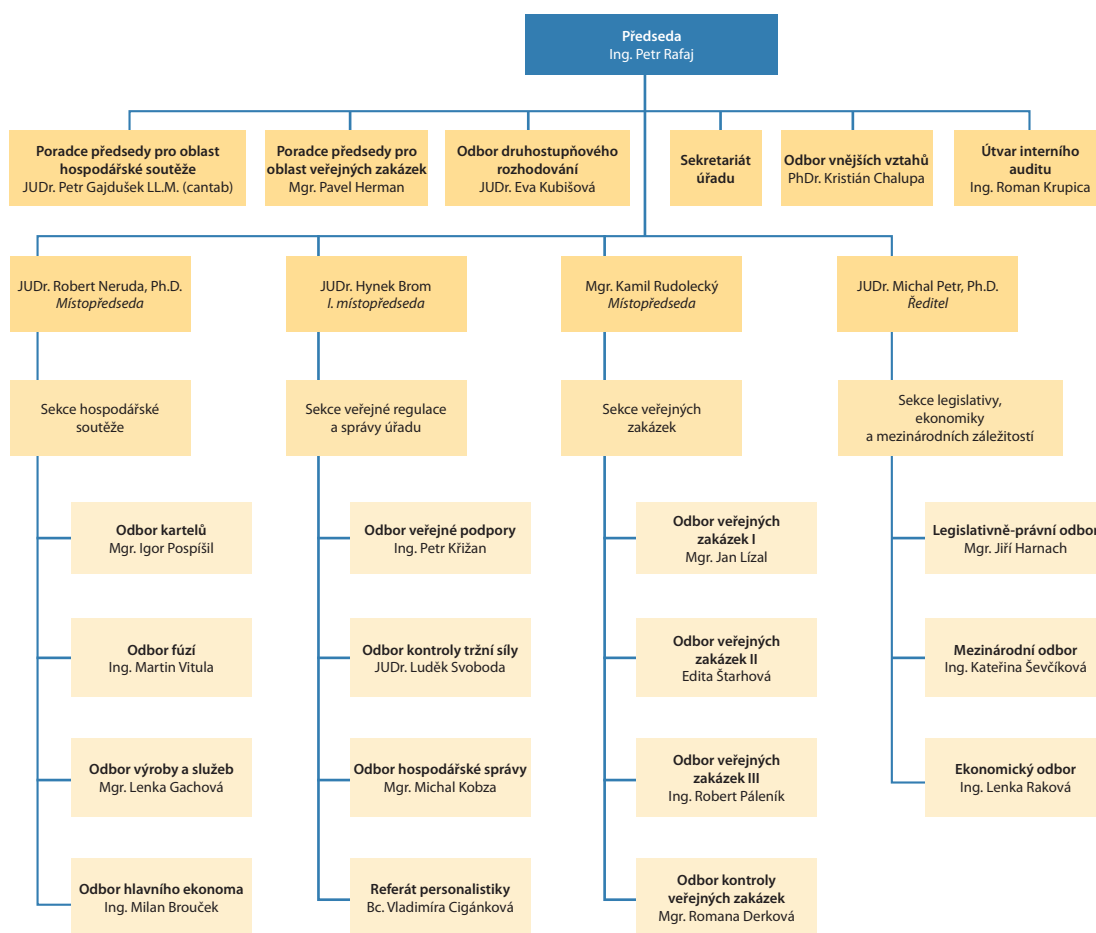 Předseda
Ing. Petr Rafaj
Poradce předsedy pro oblast
hospodářské soutěže
JUDr. Petr Gajdušek LL.M. (cantab)
Poradce předsedy pro
oblast veřejných zakázek
Mgr. Pavel Herman
Odbor druhostupňového
rozhodování
JUDr. Eva Kubišová
Sekretariát
úřadu
Odbor vnějších vztahů
PhDr. Kristián Chalupa
Útvar interního
auditu
Ing. Roman Krupica
JUDr. Robert Neruda, Ph.D.
Místopředseda
JUDr. Hynek Brom
I. místopředseda
Mgr. Kamil Rudolecký
Místopředseda
JUDr. Michal Petr, Ph.D.
Ředitel
Sekce hospodářské
soutěže
Sekce veřejné regulace
a správy úřadu
Sekce veřejných
zakázek
Sekce legislativy,
ekonomiky
a mezinárodních záležitostí
Odbor kartelů
Mgr. Igor Pospíšil
Odbor veřejné podpory
Ing. Petr Křižan
Odbor veřejných
zakázek I
Mgr. Jan Lízal
Legislativně-právní odbor
Mgr. Jiří Harnach
Odbor fúzí
Ing. Martin Vitula
Odbor kontroly tržní síly
JUDr. Luděk Svoboda
Odbor veřejných
zakázek II
Edita Štarhová
Mezinárodní odbor
Ing. Kateřina Ševčíková
Odbor výroby a služeb
Mgr. Lenka Gachová
Odbor hospodářské správy
Mgr. Michal Kobza
Odbor veřejných
zakázek III
Ing. Robert Páleník
Ekonomický odbor
Ing. Lenka Raková
Odbor hlavního ekonoma
Ing. Milan Brouček
Referát personalistiky
Bc. Vladimíra Cigánková
Odbor kontroly
veřejných zakázek
Mgr. Romana Derková